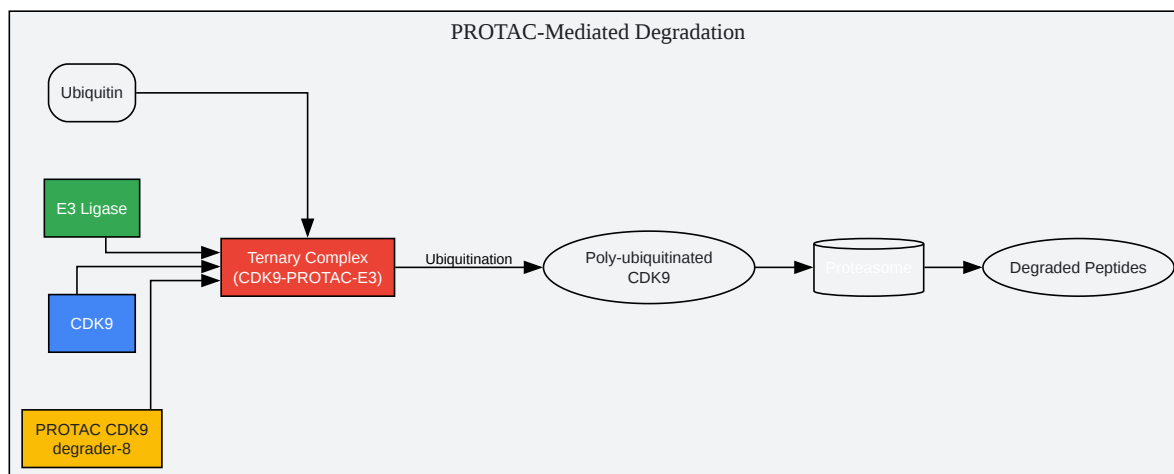 PROTAC-Mediated Degradation
Ubiquitin
E3 Ligase
Ternary Complex
(CDK9-PROTAC-E3)
Ubiquitination
Poly-ubiquitinated
CDK9
Proteasome
Degraded Peptides
CDK9
PROTAC CDK9
degrader-8